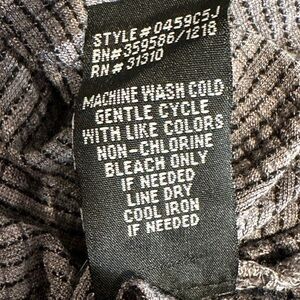 STYLE#0459C5J
BN#359586/1218
RN#31310
MACHINE WASH COLD
GENTLE CYCLE
WITH LIKE COLORS
NON-CHLORINE
BLEACH ONLY
IF NEEDED
LINE DRY
COOL IRON
IF NEEDED